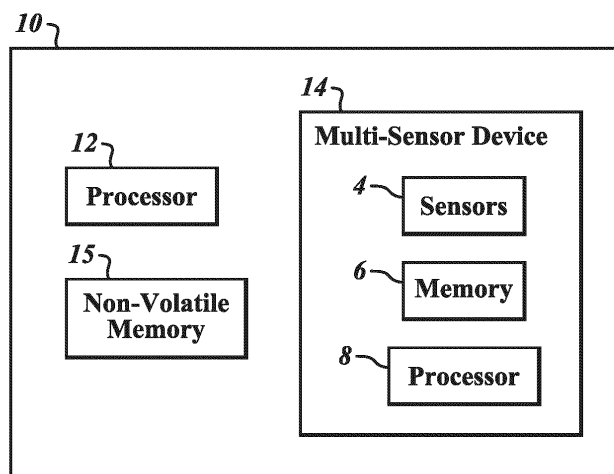 10
14
Multi-Sensor Device
12
Processor
4
Sensors
15
Non-Volatile
Memory
6
Memory
8
Processor